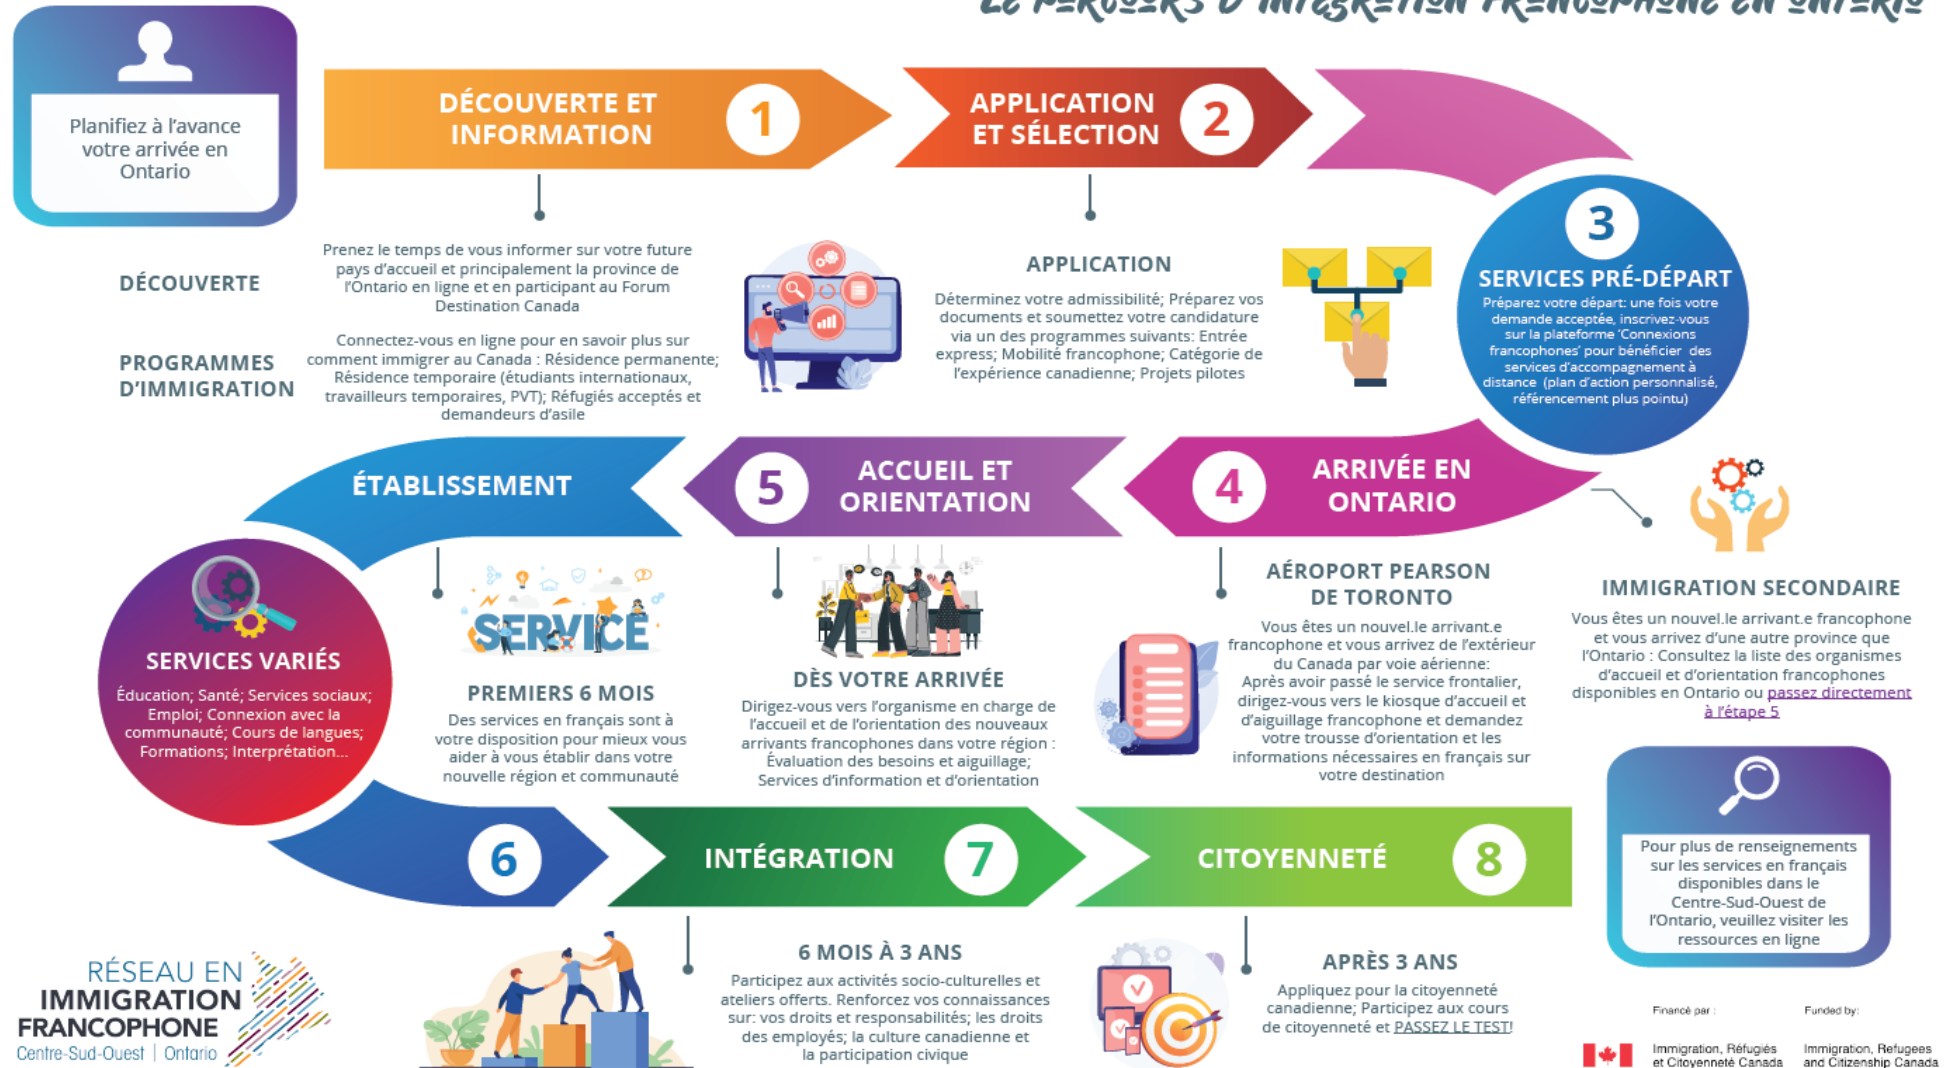 Le parcours d'intégration francophone en Ontario
Planifiez à l'avance
votre arrivée en
Ontario
DÉCOUVERTE ET
INFORMATION
1
APPLICATION
ET SÉLECTION
2
DÉCOUVERTE
Prenez le temps de vous informer sur votre future
pays d'accueil et principalement la province de
l'Ontario en ligne et en participant au Forum
Destination Canada
PROGRAMMES
D'IMMIGRATION
Connectez-vous en ligne pour en savoir plus sur
comment immigrer au Canada : Résidence permanente;
Résidence temporaire (étudiants internationaux,
travailleurs temporaires, PVT); Réfugiés acceptés et
demandeurs d'asile
APPLICATION
Déterminez votre admissibilité; Préparez vos
documents et soumettez votre candidature
via un des programmes suivants: Entrée
express; Mobilité francophone; Catégorie de
l'expérience canadienne; Projets pilotes
3
SERVICES PRÉ-DÉPART
Préparez votre départ: une fois votre
demande acceptée, inscrivez-vous
sur la plateforme 'Connexions
francophones' pour bénéficier des
services d'accompagnement à
distance (plan d'action personnalisé,
référencement plus pointu)
4
ARRIVÉE EN
ONTARIO
AÉROPORT PEARSON
DE TORONTO
Vous êtes un nouvel.le arrivant.e
francophone et vous arrivez de l'extérieur
du Canada par voie aérienne:
Après avoir passé le service frontalier,
dirigez-vous vers le kiosque d'accueil et
d'aiguillage francophone et demandez
votre trousse d'orientation et les
informations nécessaires en français sur
votre destination
IMMIGRATION SECONDAIRE
Vous êtes un nouvel.le arrivant.e francophone
et vous arrivez d'une autre province que
l'Ontario : Consultez la liste des organismes
d'accueil et d'orientation francophones
disponibles en Ontario ou passez directement
à l'étape 5
5
ACCUEIL ET
ORIENTATION
DÈS VOTRE ARRIVÉE
Dirigez-vous vers l'organisme en charge de
l'accueil et de l'orientation des nouveaux
arrivants francophones dans votre région :
Évaluation des besoins et aiguillage;
Services d'information et d'orientation
ÉTABLISSEMENT
SERVICE
PREMIERS 6 MOIS
Des services en français sont à
votre disposition pour mieux vous
aider à vous établir dans votre
nouvelle région et communauté
SERVICES VARIÉS
Éducation; Santé; Services sociaux;
Emploi; Connexion avec la
communauté; Cours de langues;
Formations; Interprétation...
6
INTÉGRATION
7
6 MOIS À 3 ANS
Participez aux activités socio-culturelles et
ateliers offerts. Renforcez vos connaissances
sur: vos droits et responsabilités; les droits
des employés; la culture canadienne et
la participation civique
CITOYENNETÉ
8
APRÈS 3 ANS
Appliquez pour la citoyenneté
canadienne; Participez aux cours
de citoyenneté et PASSEZ LE TEST!
Pour plus de renseignements
sur les services en français
disponibles dans le
Centre-Sud-Ouest de
l'Ontario, veuillez visiter les
ressources en ligne
RÉSEAU EN
IMMIGRATION
FRANCOPHONE
Centre-Sud-Ouest | Ontario
Financé par :
Funded by:
Immigration, Réfugiés
et Citoyenneté Canada
Immigration, Refugees
and Citizenship Canada